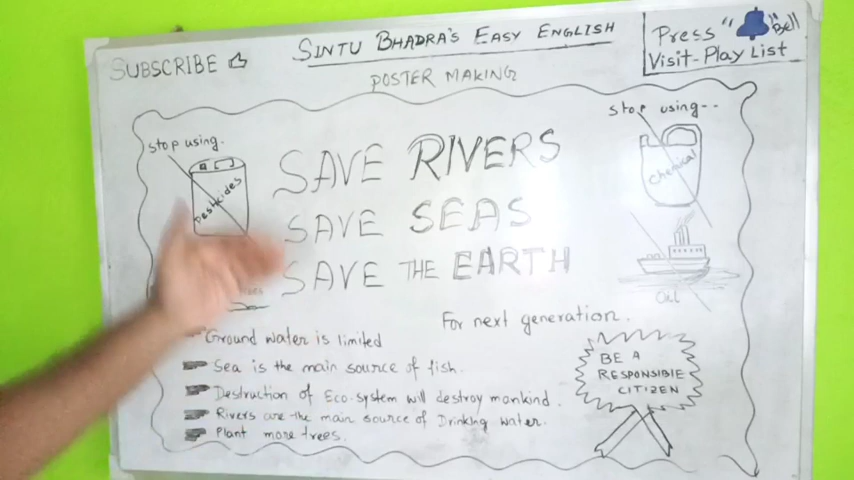 SUBSCRIBE
SINTU BHADRA'S EASY ENGLISH
POSTER MAKING
Press "" Bell
Visit-Play List
stop using.
Pesticides
stop using--
Chemical
Oil
SAVE RIVERS
SAVE SEAS
SAVE THE EARTH
For next generation.
Ground water is limited
Sea is the main source of fish.
Destruction of Eco-system will destroy mankind.
Rivers are the main source of Drinking water.
Plant more trees.
BE A
RESPONSIBLE
CITIZEN